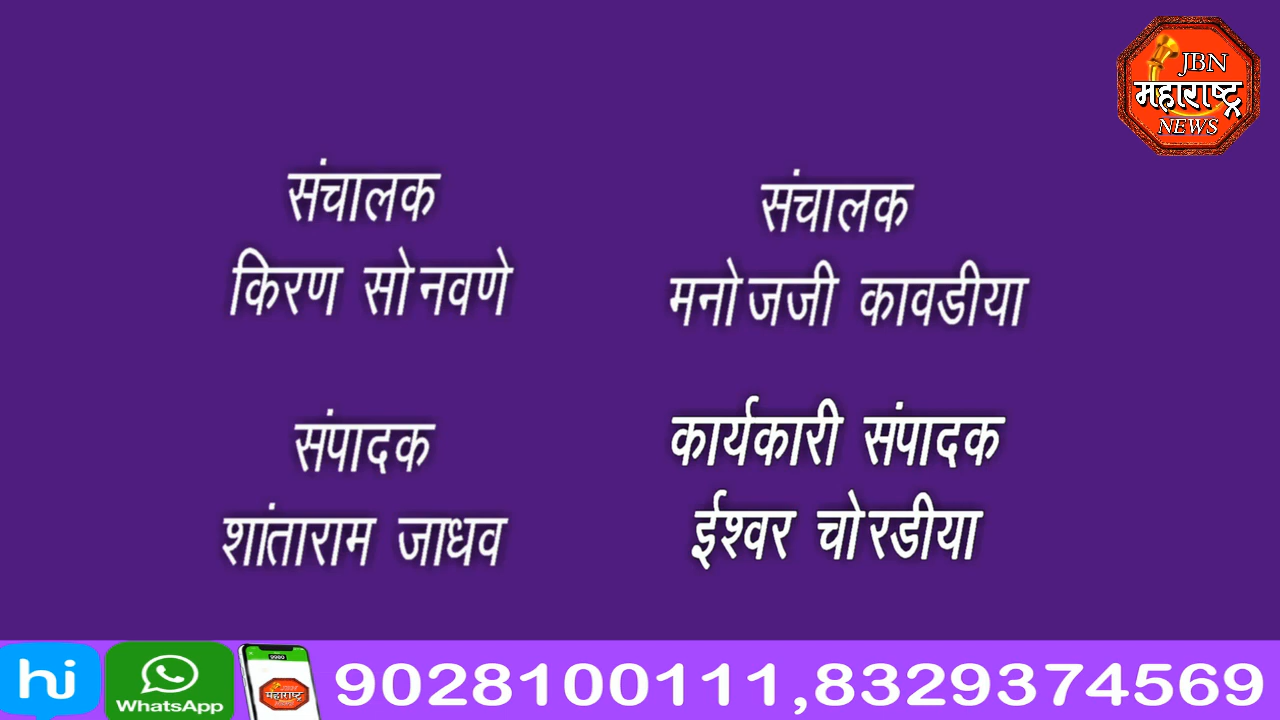 JBN
महाराष्ट्र
NEWS
संचालक
किरण सोनवणे
संचालक
मनोजजी कावडीया
संपादक
शांताराम जाधव
कार्यकारी संपादक
ईश्वर चोरडीया
hi
WhatsApp
महाराष्ट्र
9028100111,8329374569